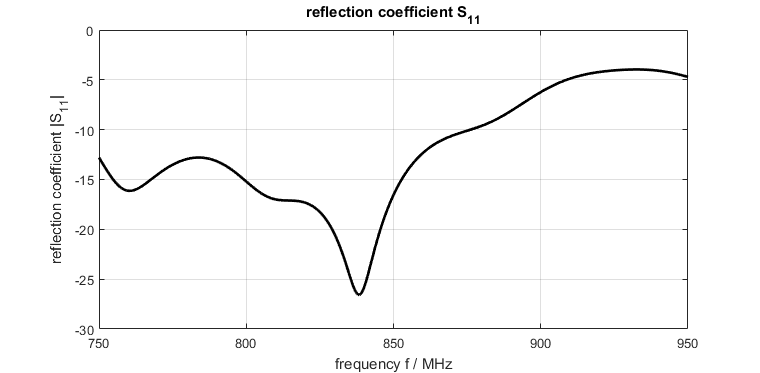 reflection coefficient S11
0
-5
-10
-15
-20
-25
-30
reflection coefficient |S11|
750 800 850 900 950
frequency f / MHz